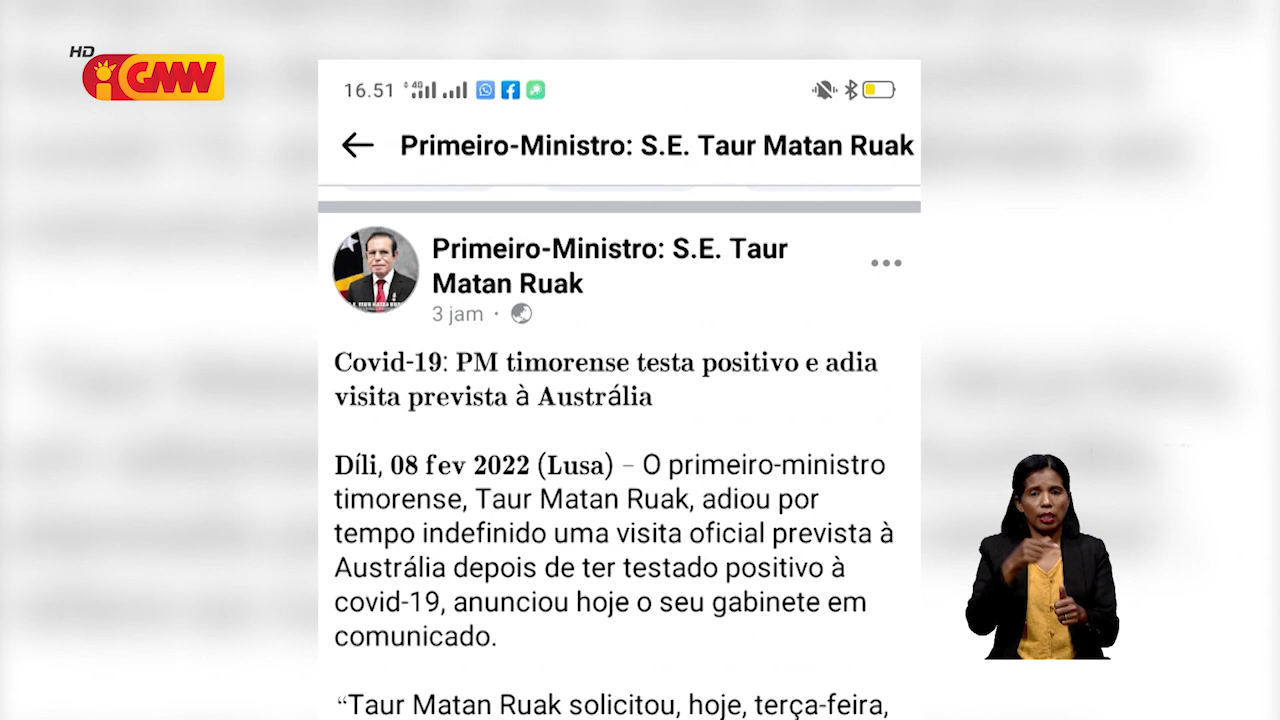 HD
GMN
16.51
4G
Primeiro-Ministro: S.E. Taur Matan Ruak
Primeiro-Ministro: S.E. Taur
Matan Ruak
3 jam ·
Covid-19: PM timorense testa positivo e adia
visita prevista à Austrália
Díli, 08 fev 2022 (Lusa) – O primeiro-ministro
timorense, Taur Matan Ruak, adiou por
tempo indefinido uma visita oficial prevista à
Austrália depois de ter testado positivo à
covid-19, anunciou hoje o seu gabinete em
comunicado.
“Taur Matan Ruak solicitou, hoje, terça-feira,